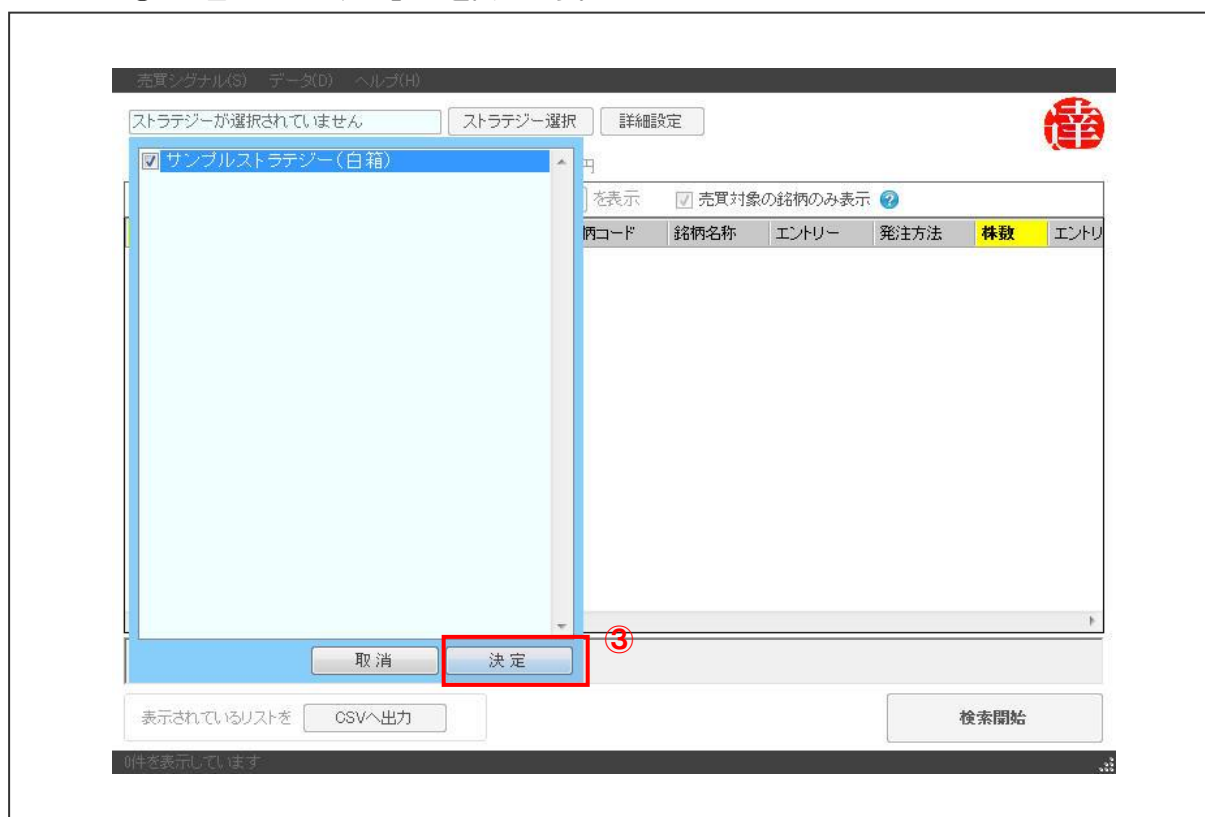 売買シグナル(S) データ(D) ヘルプ(H)
ストラテジーが選択されていません ストラテジー選択 詳細設定
サンプルストラテジー(白箱)
円
を表示 売買対象の銘柄のみ表示
柄コード 銘柄名称 エントリー 発注方法 株数 エントリ
③
取消 決定
表示されているリストを CSVへ出力 検索開始
0件を表示しています